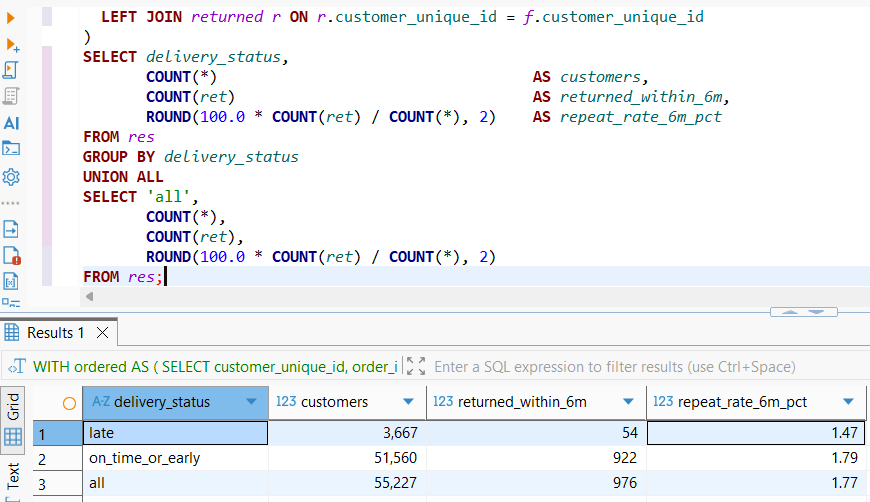 LEFT JOIN returned r ON r.customer_unique_id = f.customer_unique_id
)
SELECT delivery_status,
COUNT(*) AS customers,
COUNT(ret) AS returned_within_6m,
ROUND(100.0 * COUNT(ret) / COUNT(*), 2) AS repeat_rate_6m_pct
FROM res
GROUP BY delivery_status
UNION ALL
SELECT 'all',
COUNT(*),
COUNT(ret),
ROUND(100.0 * COUNT(ret) / COUNT(*), 2)
FROM res;
AI
Results 1
WITH ordered AS ( SELECT customer_unique_id, order_i Enter a SQL expression to filter results (use Ctrl+Space)
Grid
Text
A-Z delivery_status 123 customers 123 returned_within_6m 123 repeat_rate_6m_pct
1 late 3,667 54 1.47
2 on_time_or_early 51,560 922 1.79
3 all 55,227 976 1.77